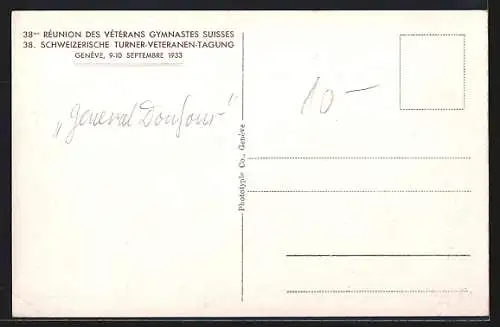 38me RÉUNION DES VÉTÉRANS GYMNASTES SUISSES
38. SCHWEIZERISCHE TURNER-VETERANEN-TAGUNG
GENÈVE, 9-10 SEPTEMBRE 1933
„General Doufour"
10 —
Phototypie Co., Genève